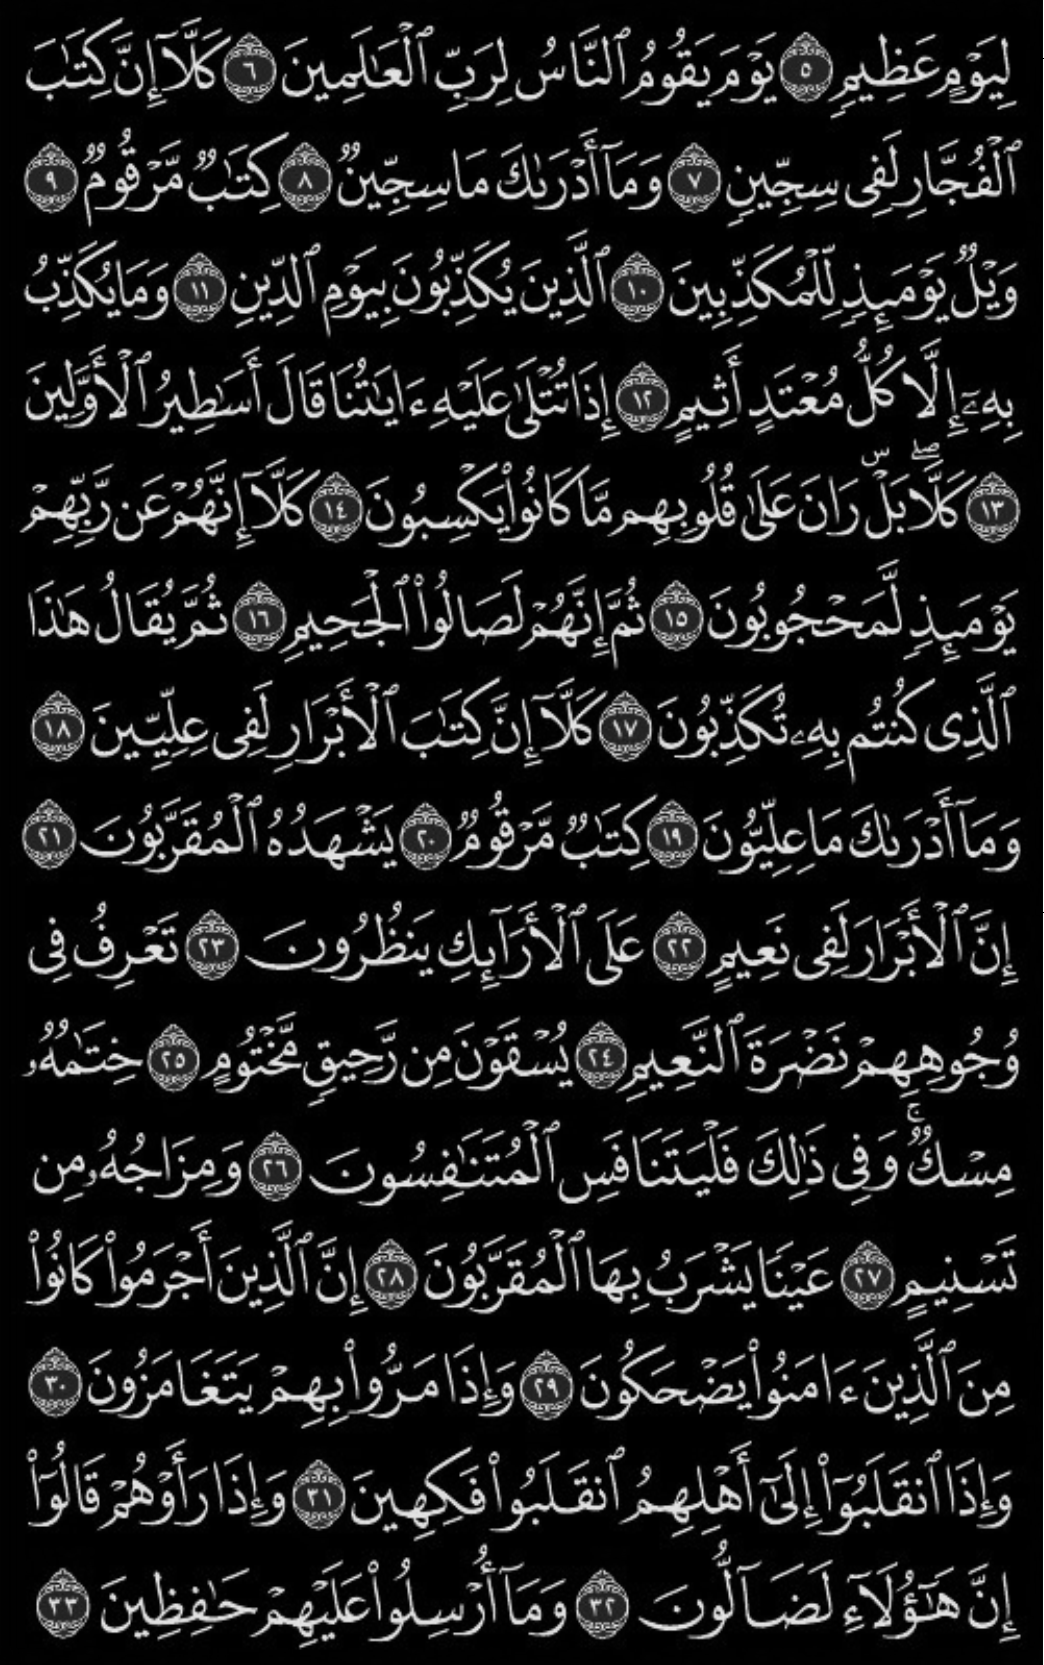 لِيَوْمٍ عَظِيمٍ ٥ يَوْمَ يَقُومُ ٱلنَّاسُ لِرَبِّ ٱلْعَـٰلَمِينَ ٦ كَلَّآ إِنَّ كِتَـٰبَ
ٱلْفُجَّارِ لَفِى سِجِّينٍ ٧ وَمَآ أَدْرَىٰكَ مَا سِجِّينٌ ٨ كِتَـٰبٌ مَّرْقُومٌ ٩
وَيْلٌ يَوْمَئِذٍ لِّلْمُكَذِّبِينَ ١٠ ٱلَّذِينَ يُكَذِّبُونَ بِيَوْمِ ٱلدِّينِ ١١ وَمَا يُكَذِّبُ
بِهِۦٓ إِلَّا كُلُّ مُعْتَدٍ أَثِيمٍ ١٢ إِذَا تُتْلَىٰ عَلَيْهِ ءَايَـٰتُنَا قَالَ أَسَـٰطِيرُ ٱلْأَوَّلِينَ
١٣ كَلَّا ۖ بَلْ ۜ رَانَ عَلَىٰ قُلُوبِهِم مَّا كَانُوا۟ يَكْسِبُونَ ١٤ كَلَّآ إِنَّهُمْ عَن رَّبِّهِمْ
يَوْمَئِذٍ لَّمَحْجُوبُونَ ١٥ ثُمَّ إِنَّهُمْ لَصَالُوا۟ ٱلْجَحِيمِ ١٦ ثُمَّ يُقَالُ هَـٰذَا
ٱلَّذِى كُنتُم بِهِۦ تُكَذِّبُونَ ١٧ كَلَّآ إِنَّ كِتَـٰبَ ٱلْأَبْرَارِ لَفِى عِلِّيِّينَ ١٨
وَمَآ أَدْرَىٰكَ مَا عِلِّيُّونَ ١٩ كِتَـٰبٌ مَّرْقُومٌ ٢٠ يَشْهَدُهُ ٱلْمُقَرَّبُونَ ٢١
إِنَّ ٱلْأَبْرَارَ لَفِى نَعِيمٍ ٢٢ عَلَى ٱلْأَرَآئِكِ يَنظُرُونَ ٢٣ تَعْرِفُ فِى
وُجُوهِهِمْ نَضْرَةَ ٱلنَّعِيمِ ٢٤ يُسْقَوْنَ مِن رَّحِيقٍ مَّخْتُومٍ ٢٥ خِتَـٰمُهُۥ
مِسْكٌ ۚ وَفِى ذَٰلِكَ فَلْيَتَنَافَسِ ٱلْمُتَنَـٰفِسُونَ ٢٦ وَمِزَاجُهُۥ مِن
تَسْنِيمٍ ٢٧ عَيْنًا يَشْرَبُ بِهَا ٱلْمُقَرَّبُونَ ٢٨ إِنَّ ٱلَّذِينَ أَجْرَمُوا۟ كَانُوا۟
مِنَ ٱلَّذِينَ ءَامَنُوا۟ يَضْحَكُونَ ٢٩ وَإِذَا مَرُّوا۟ بِهِمْ يَتَغَامَزُونَ ٣٠
وَإِذَا ٱنقَلَبُوٓا۟ إِلَىٰٓ أَهْلِهِمُ ٱنقَلَبُوا۟ فَكِهِينَ ٣١ وَإِذَا رَأَوْهُمْ قَالُوٓا۟
إِنَّ هَـٰٓؤُلَآءِ لَضَآلُّونَ ٣٢ وَمَآ أُرْسِلُوا۟ عَلَيْهِمْ حَـٰفِظِينَ ٣٣